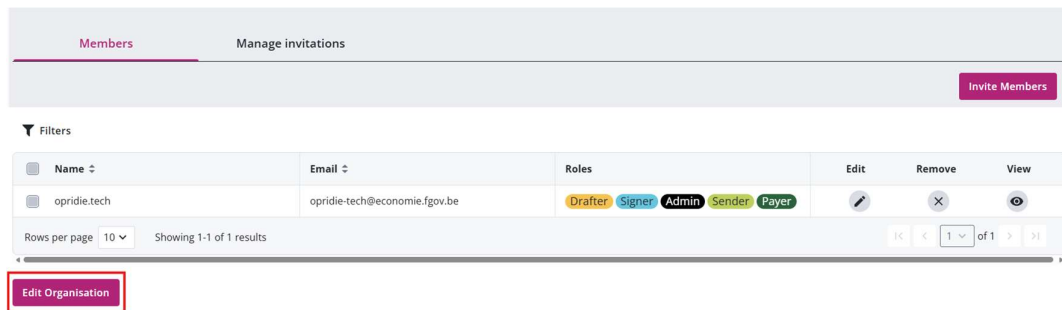 Members Manage invitations
Invite Members
Filters
Name Email Roles Edit Remove View
opridie.tech opridie-tech@economie.fgov.be Drafter Signer Admin Sender Payer
Rows per page 10 Showing 1-1 of 1 results 1 of 1
Edit Organisation